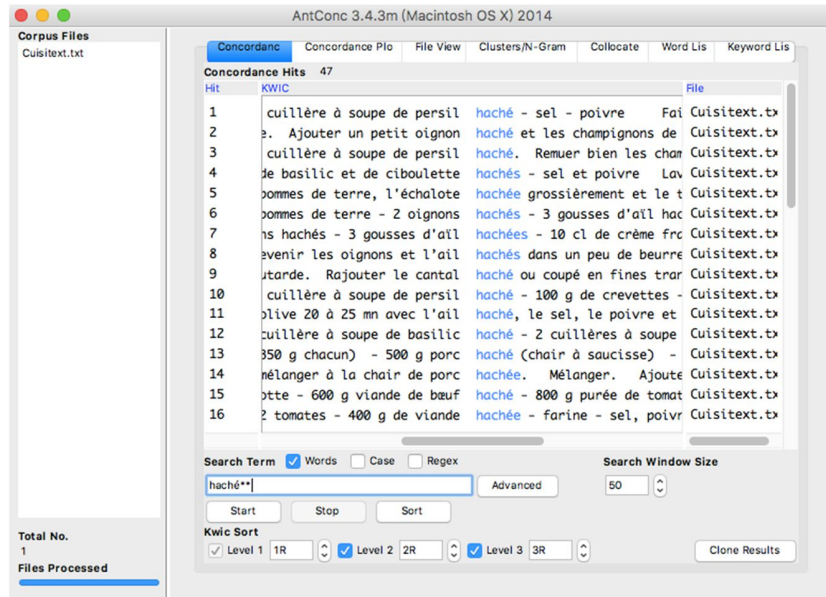 AntConc 3.4.3m (Macintosh OS X) 2014
Corpus Files
Cuisitext.txt
Concordanc Concordance Plo File View Clusters/N-Gram Collocate Word Lis Keyword Lis
Concordance Hits 47
Hit KWIC File
1 cuillère à soupe de persil haché - sel - poivre Fai Cuisitext.tx
2 e. Ajouter un petit oignon haché et les champignons de Cuisitext.tx
3 cuillère à soupe de persil haché. Remuer bien les cham Cuisitext.tx
4 de basilic et de ciboulette hachés - sel et poivre Lav Cuisitext.tx
5 pommes de terre, l'échalote hachée grossièrement et le t Cuisitext.tx
6 pommes de terre - 2 oignons hachés - 3 gousses d'aïl hac Cuisitext.tx
7 ns hachés - 3 gousses d'aïl hachées - 10 cl de crème fra Cuisitext.tx
8 evenir les oignons et l'ail hachés dans un peu de beurre Cuisitext.tx
9 utarde. Rajouter le cantal haché ou coupé en fines tran Cuisitext.tx
10 cuillère à soupe de persil haché - 100 g de crevettes - Cuisitext.tx
11 olive 20 à 25 mn avec l'ail haché, le sel, le poivre et Cuisitext.tx
12 cuillère à soupe de basilic haché - 2 cuillères à soupe Cuisitext.tx
13 350 g chacun) - 500 g porc haché (chair à saucisse) - Cuisitext.tx
14 mélanger à la chair de porc hachée. Mélanger. Ajoute Cuisitext.tx
15 otte - 600 g viande de bœuf haché - 800 g purée de tomat Cuisitext.tx
16 2 tomates - 400 g de viande hachée - farine - sel, poivr Cuisitext.tx
Search Term Words Case Regex Search Window Size
haché** Advanced 50
Start Stop Sort
Kwic Sort
Level 1 1R Level 2 2R Level 3 3R Clone Results
Total No.
1
Files Processed